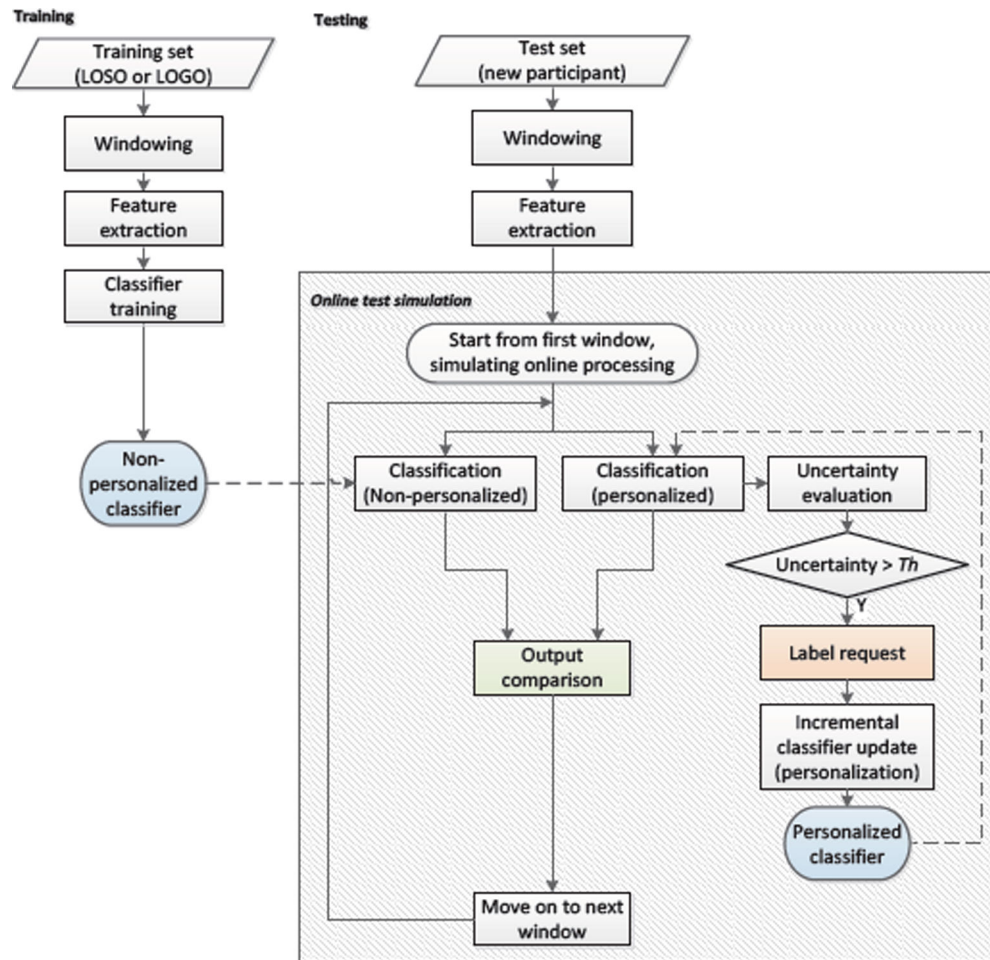 Training
Training set
(LOSO or LOGO)
Windowing
Feature
extraction
Classifier
training
Non-
personalized
classifier
Testing
Test set
(new participant)
Windowing
Feature
extraction
Online test simulation
Start from first window,
simulating online processing
Classification
(Non-personalized)
Classification
(personalized)
Uncertainty
evaluation
Uncertainty > Th
Y
Label request
Incremental
classifier update
(personalization)
Personalized
classifier
Output
comparison
Move on to next
window